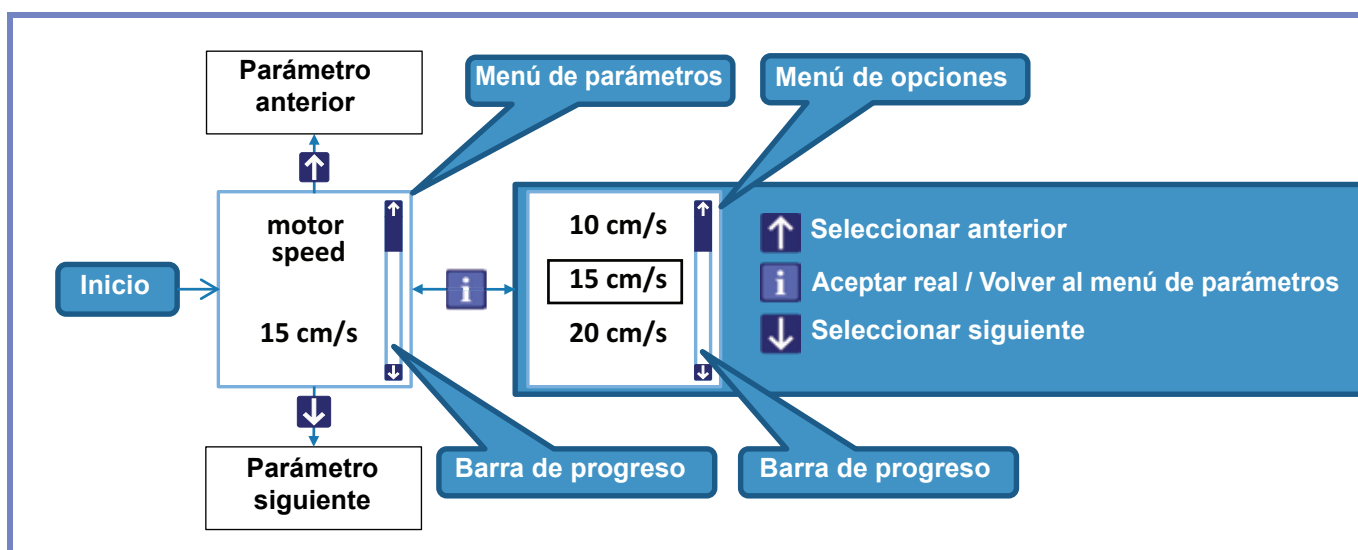 Parámetro
anterior
Menú de parámetros
Menú de opciones
motor
speed
15 cm/s
Inicio
i
10 cm/s
15 cm/s
20 cm/s
Seleccionar anterior
i Aceptar real / Volver al menú de parámetros
Seleccionar siguiente
Barra de progreso
Barra de progreso
Parámetro
siguiente